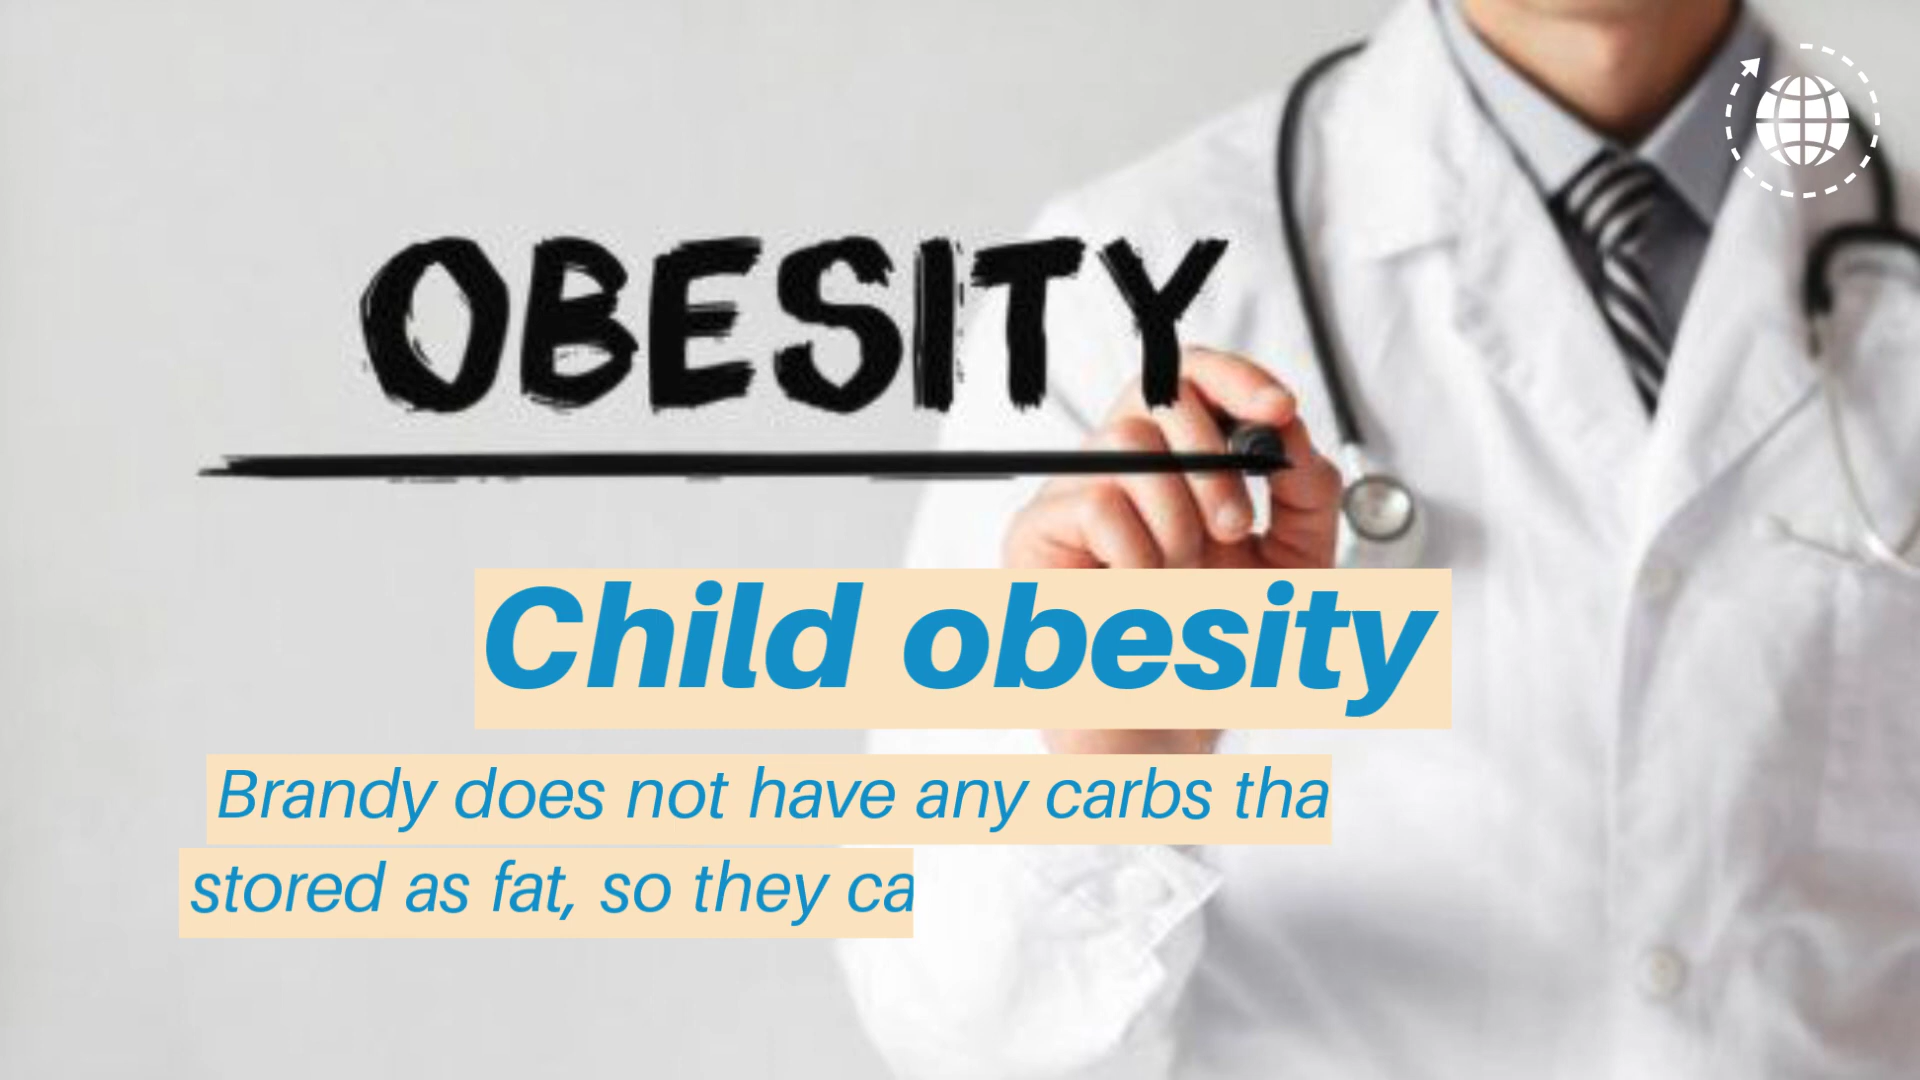 OBESITY
Child obesity
Brandy does not have any carbs tha
stored as fat, so they ca